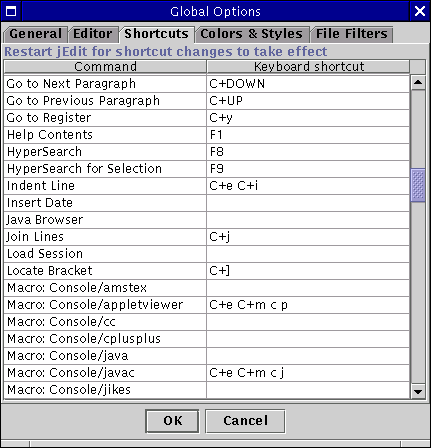 Global Options
General Editor Shortcuts Colors & Styles File Filters
Restart jEdit for shortcut changes to take effect
Command Keyboard shortcut
Go to Next Paragraph C+DOWN
Go to Previous Paragraph C+UP
Go to Register C+y
Help Contents F1
HyperSearch F8
HyperSearch for Selection F9
Indent Line C+e C+i
Insert Date
Java Browser
Join Lines C+j
Load Session
Locate Bracket C+]
Macro: Console/amstex
Macro: Console/appletviewer C+e C+m c p
Macro: Console/cc
Macro: Console/cplusplus
Macro: Console/java
Macro: Console/javac C+e C+m c j
Macro: Console/jikes
OK Cancel